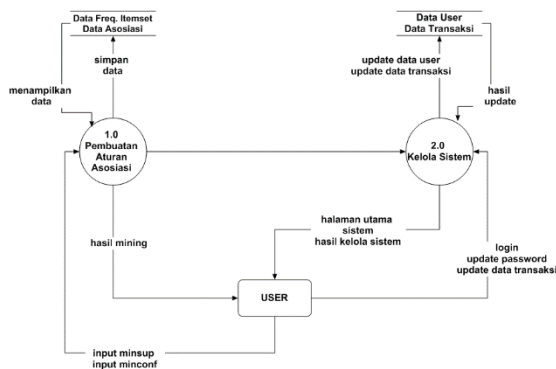 Data Freq. Itemset
Data Asosiasi
Data User
Data Transaksi
simpan
data
update data user
update data transaksi
menampilkan
data
hasil
update
1.0
Pembuatan
Aturan
Asosiasi
2.0
Kelola Sistem
halaman utama
sistem
hasil kelola sistem
hasil mining
login
update password
update data transaksi
USER
input minsup
input minconf